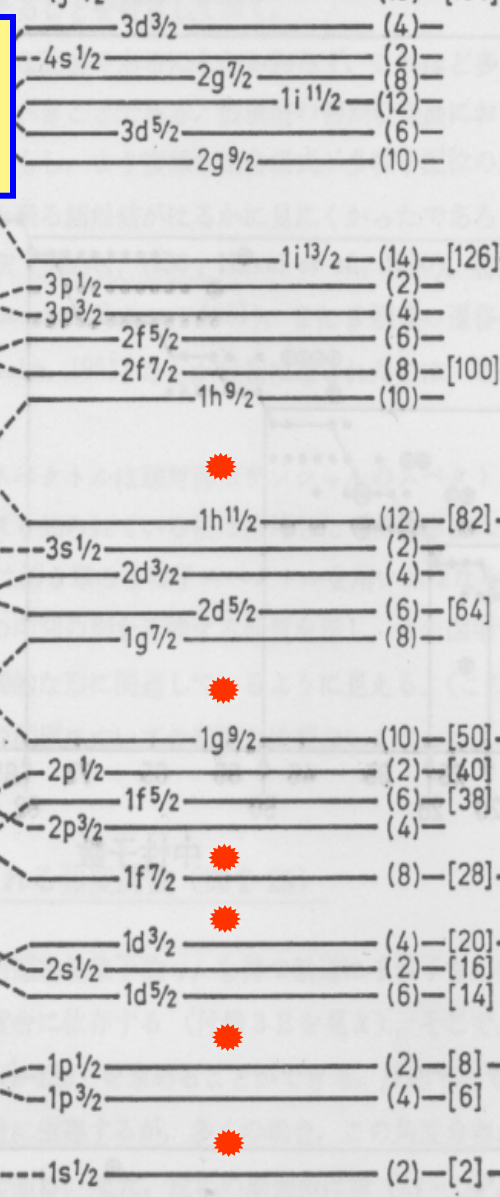 3d3/2 (4)
4s1/2 (2)
2g7/2 (8)
1i11/2 (12)
3d5/2 (6)
2g9/2 (10)
1i13/2 (14) [126]
3p1/2 (2)
3p3/2 (4)
2f5/2 (6)
2f7/2 (8) [100]
1h9/2 (10)
1h11/2 (12) [82]
3s1/2 (2)
2d3/2 (4)
2d5/2 (6) [64]
1g7/2 (8)
1g9/2 (10) [50]
2p1/2 (2) [40]
1f5/2 (6) [38]
2p3/2 (4)
1f7/2 (8) [28]
1d3/2 (4) [20]
2s1/2 (2) [16]
1d5/2 (6) [14]
1p1/2 (2) [8]
1p3/2 (4) [6]
1s1/2 (2) [2]